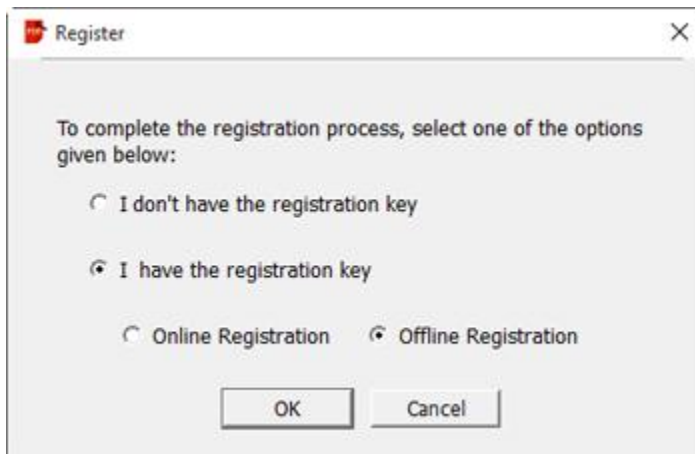 Register
To complete the registration process, select one of the options
given below:
I don't have the registration key
I have the registration key
Online Registration Offline Registration
OK Cancel